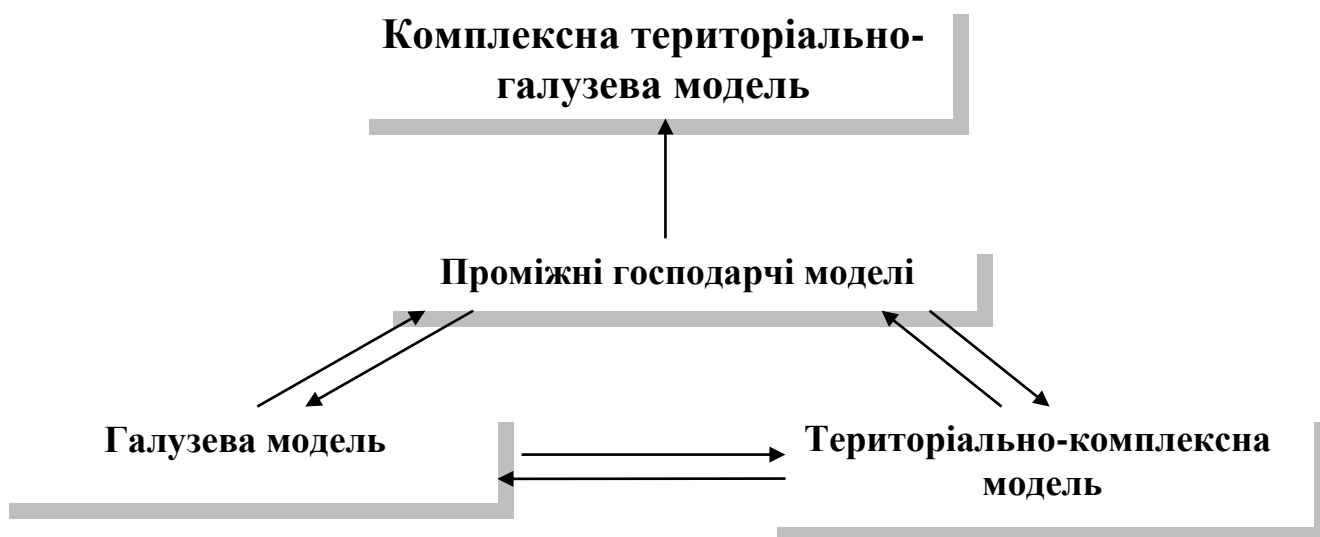 Комплексна територіально-
галузева модель
Проміжні господарчі моделі
Галузева модель
Територіально-комплексна
модель